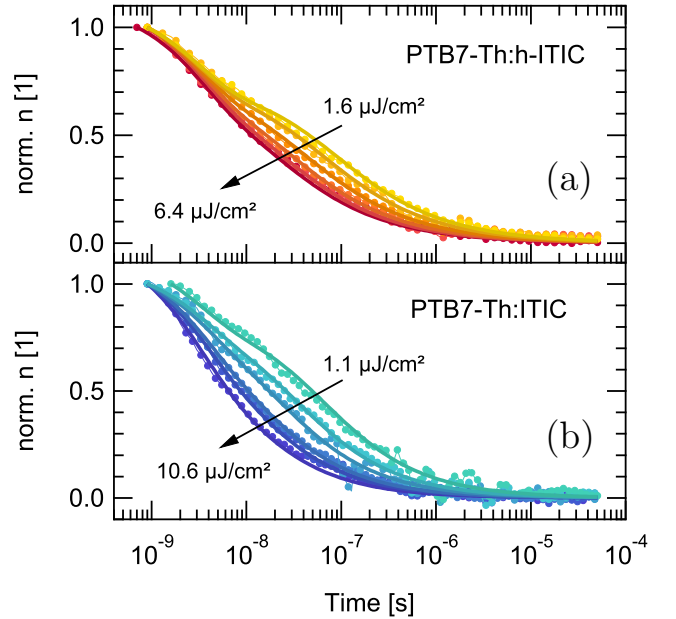 PTB7-Th:h-ITIC
1.0
norm. n [1]
1.6 µJ/cm²
0.5
(a)
6.4 µJ/cm²
0.0
1.0
PTB7-Th:ITIC
norm. n [1]
1.1 µJ/cm²
0.5
(b)
10.6 µJ/cm²
0.0
10⁻⁹ 10⁻⁸ 10⁻⁷ 10⁻⁶ 10⁻⁵ 10⁻⁴
Time [s]